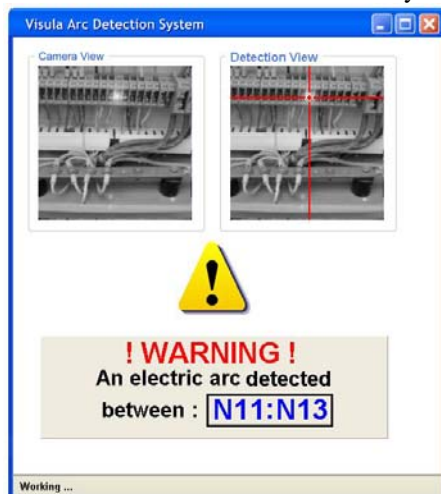 Visula Arc Detection System
Camera View
Detection View
! WARNING !
An electric arc detected
between : N11:N13
Working ...